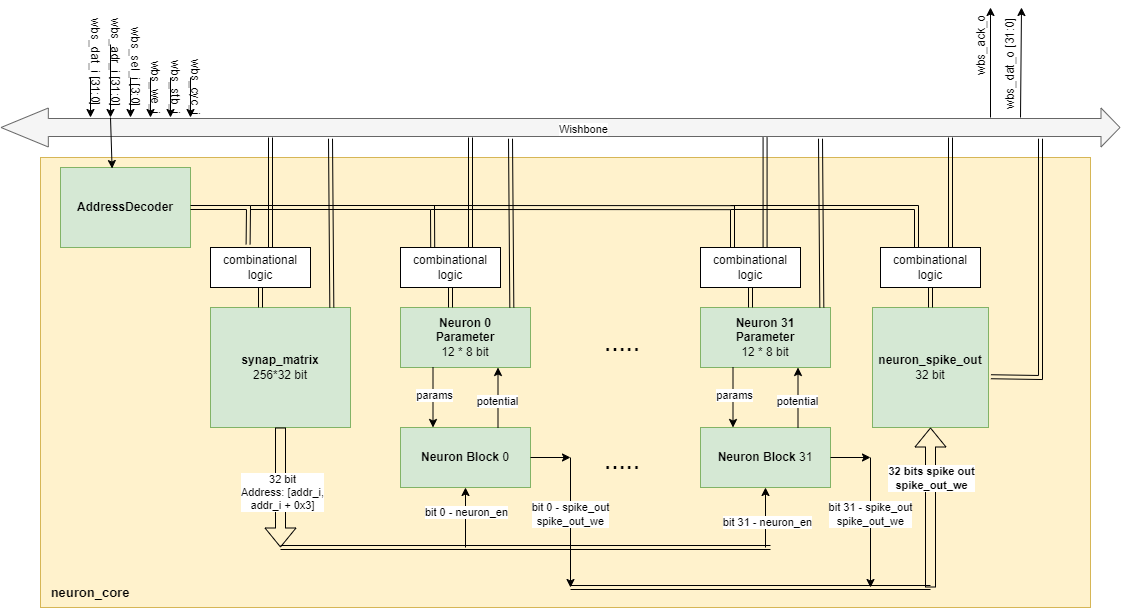 wbs_dat_i [31:0]
wbs_adr_i [31:0]
wbs_sel_i [3:0]
wbs_we_i
wbs_stb_i
wbs_cyc_i
wbs_ack_o
wbs_dat_o [31:0]
Wishbone
AddressDecoder
combinational
logic
combinational
logic
combinational
logic
combinational
logic
synap_matrix
256*32 bit
Neuron 0
Parameter
12 * 8 bit
.....
Neuron 31
Parameter
12 * 8 bit
neuron_spike_out
32 bit
params
potential
params
potential
Neuron Block 0
.....
Neuron Block 31
32 bit
Address: [addr_i,
addr_i + 0x3]
bit 0 - neuron_en
bit 0 - spike_out
spike_out_we
bit 31 - neuron_en
bit 31 - spike_out
spike_out_we
32 bits spike out
spike_out_we
neuron_core